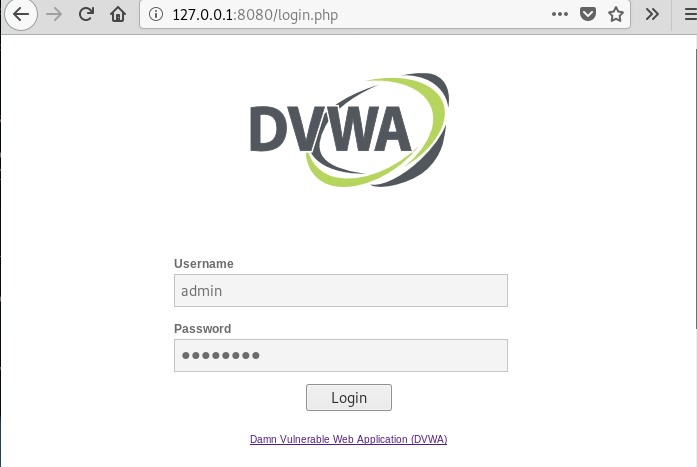 127.0.0.1:8080/login.php
DVWA
Username
admin
Password
●●●●●●●●
Login
Damn Vulnerable Web Application (DVWA)